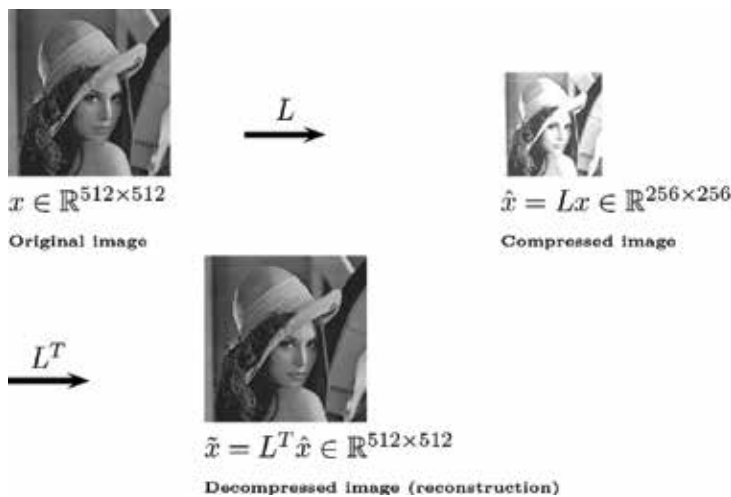 L
x ∈ ℝ^{512×512}
x̂ = Lx ∈ ℝ^{256×256}
Original image
Compressed image
L^T
x̃ = L^T x̂ ∈ ℝ^{512×512}
Decompressed image (reconstruction)